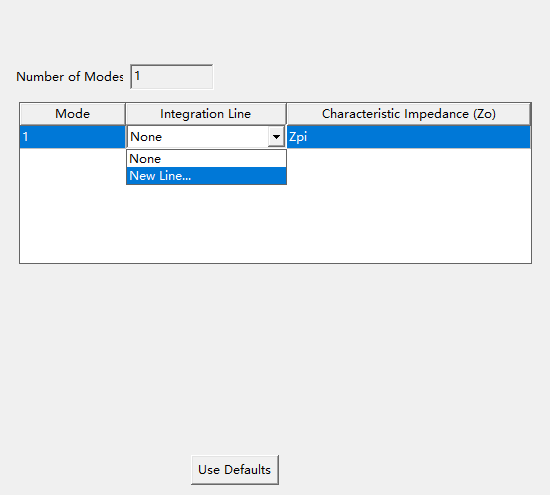 Number of Modes 1
Mode Integration Line Characteristic Impedance (Zo)
1 None Zpi
None
New Line...
Use Defaults